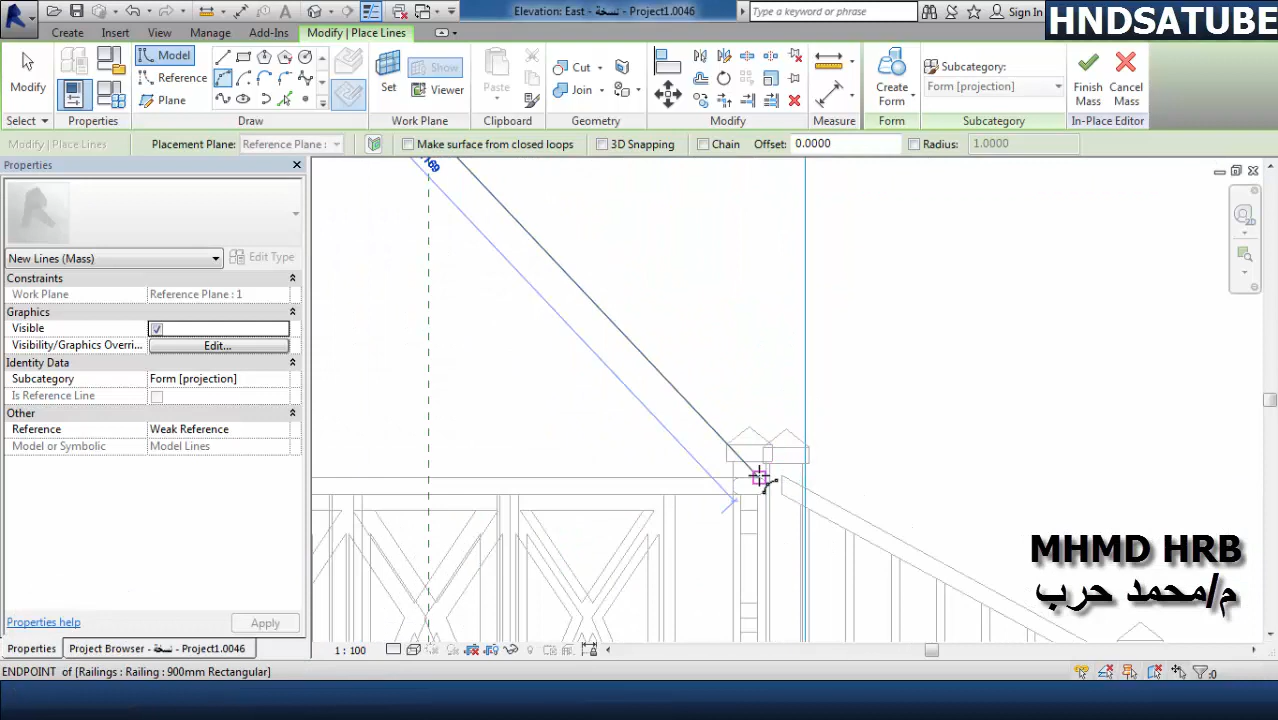 Elevation: East - نسخة - Project1.0046
Type a keyword or phrase
Sign In
HNDSATUBE
Create
Insert
View
Manage
Add-Ins
Modify | Place Lines
Modify
Model
Reference
Plane
Set
Show
Viewer
Paste
Cut
Join
Create Form
Subcategory:
Form [projection]
Finish Mass
Cancel Mass
Select
Properties
Draw
Work Plane
Clipboard
Geometry
Modify
Measure
Form
Subcategory
In-Place Editor
Modify | Place Lines
Placement Plane:
Reference Plane :
Make surface from closed loops
3D Snapping
Chain
Offset:
0.0000
Radius:
1.0000
Properties
New Lines (Mass)
Edit Type
Constraints
Work Plane
Reference Plane : 1
Graphics
Visible
Visibility/Graphics Overri...
Edit...
Identity Data
Subcategory
Form [projection]
Is Reference Line
Other
Reference
Weak Reference
Model or Symbolic
Model Lines
169
2D
MHMD HRB
م/محمد حرب
Properties help
Apply
Properties
Project Browser - نسخة - Project1.0046
1 : 100
ENDPOINT of [Railings : Railing : 900mm Rectangular]
:0